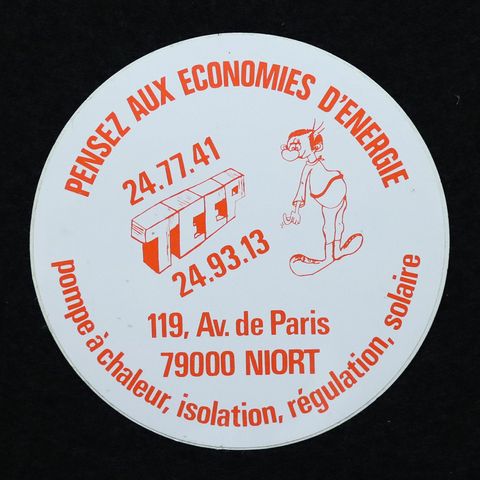 PENSEZ AUX ECONOMIES D'ENERGIE
24.77.41
TEEP
24.93.13
119, Av. de Paris
79000 NIORT
pompe à chaleur, isolation, régulation, solaire